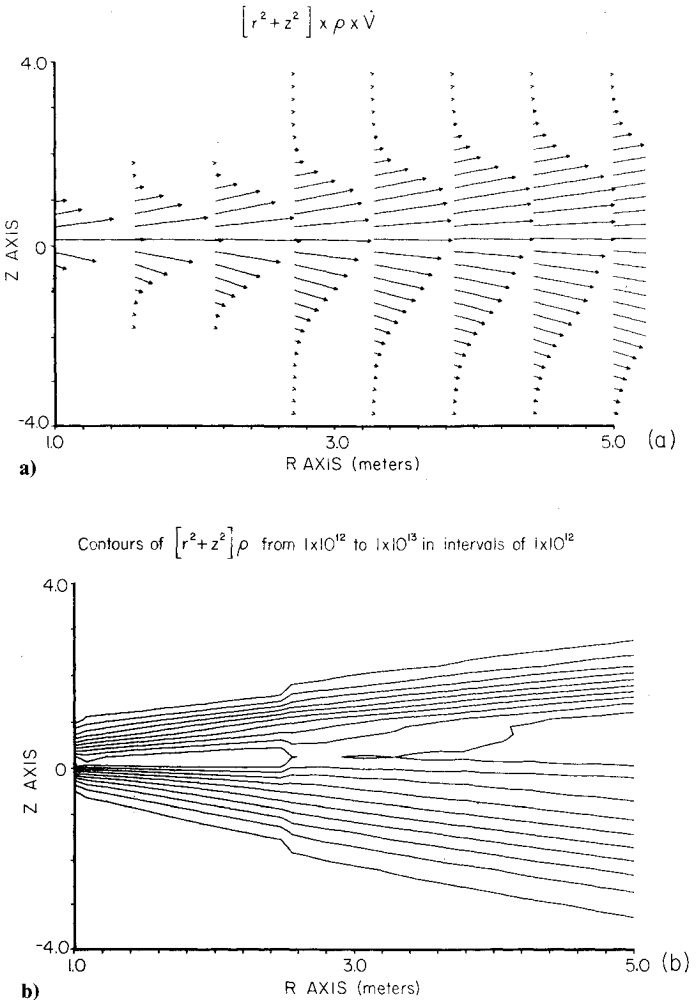 [r² + z²] x ρ x V̇
4.0
Z AXIS
0
-4.0
1.0 3.0 5.0 (a)
a) R AXIS (meters)
Contours of [r²+z²]ρ from 1x10¹² to 1x10¹³ in intervals of 1x10¹²
4.0
Z AXIS
0
-4.0
1.0 3.0 5.0 (b)
b) R AXIS (meters)